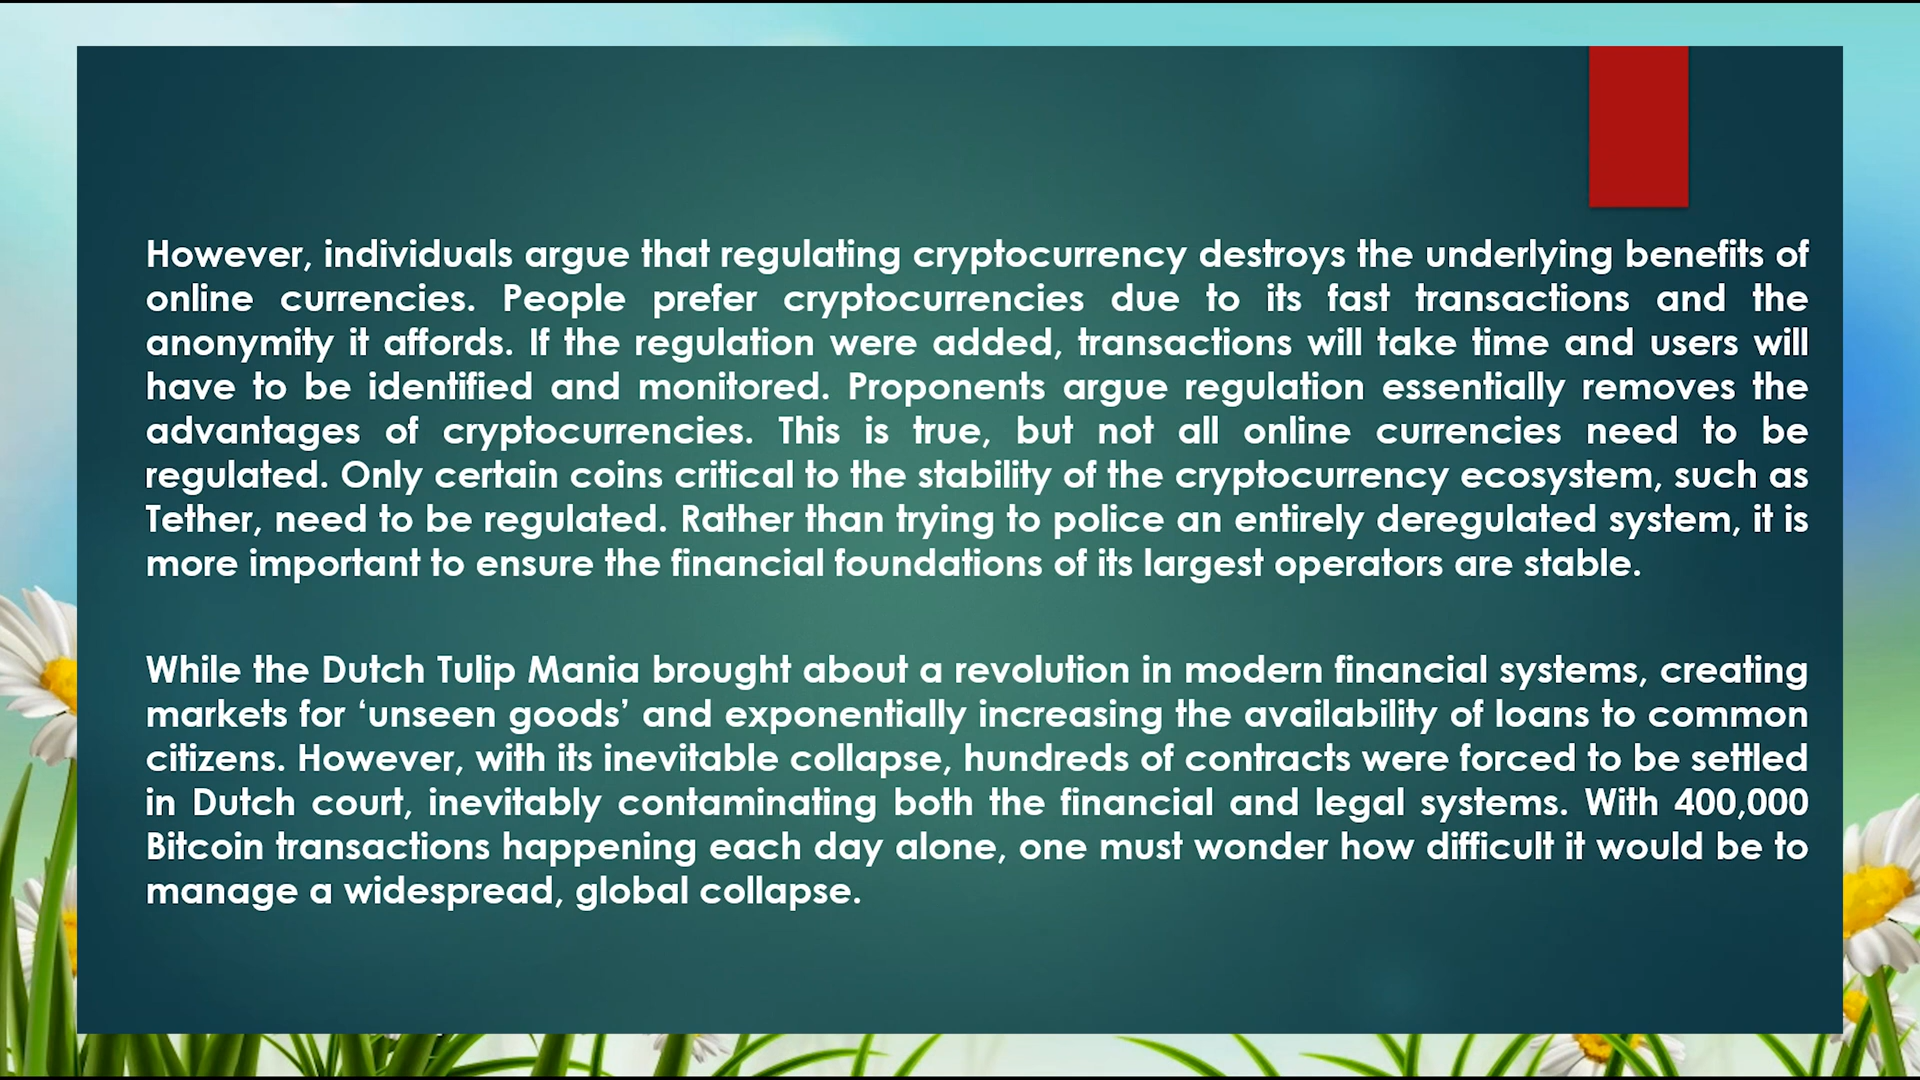 However, individuals argue that regulating cryptocurrency destroys the underlying benefits of
online currencies. People prefer cryptocurrencies due to its fast transactions and the
anonymity it affords. If the regulation were added, transactions will take time and users will
have to be identified and monitored. Proponents argue regulation essentially removes the
advantages of cryptocurrencies. This is true, but not all online currencies need to be
regulated. Only certain coins critical to the stability of the cryptocurrency ecosystem, such as
Tether, need to be regulated. Rather than trying to police an entirely deregulated system, it is
more important to ensure the financial foundations of its largest operators are stable.
While the Dutch Tulip Mania brought about a revolution in modern financial systems, creating
markets for ‘unseen goods’ and exponentially increasing the availability of loans to common
citizens. However, with its inevitable collapse, hundreds of contracts were forced to be settled
in Dutch court, inevitably contaminating both the financial and legal systems. With 400,000
Bitcoin transactions happening each day alone, one must wonder how difficult it would be to
manage a widespread, global collapse.